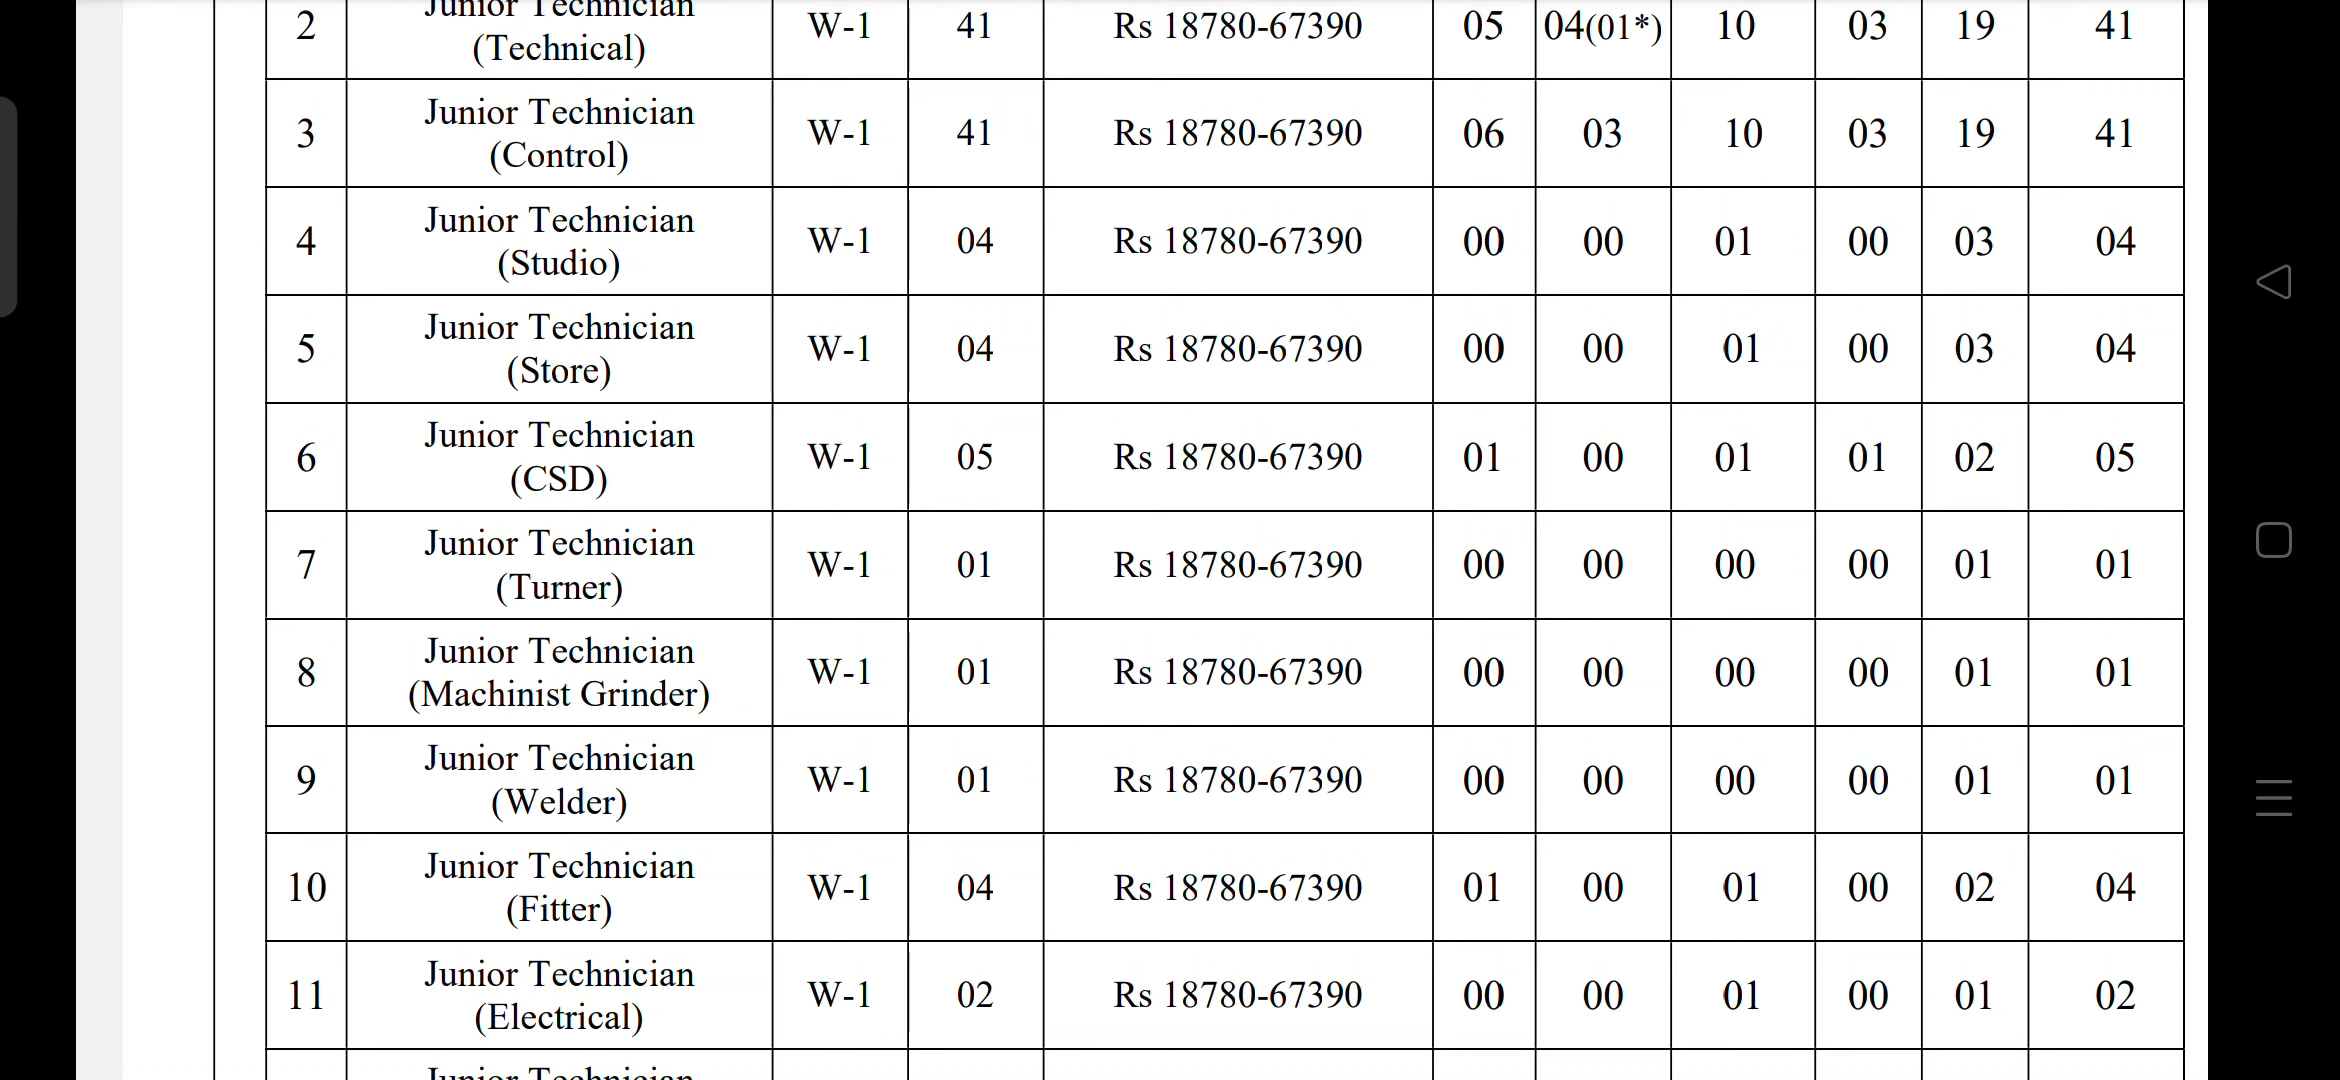 2 Junior Technician (Technical) W-1 41 Rs 18780-67390 05 04(01*) 10 03 19 41
3 Junior Technician (Control) W-1 41 Rs 18780-67390 06 03 10 03 19 41
4 Junior Technician (Studio) W-1 04 Rs 18780-67390 00 00 01 00 03 04
5 Junior Technician (Store) W-1 04 Rs 18780-67390 00 00 01 00 03 04
6 Junior Technician (CSD) W-1 05 Rs 18780-67390 01 00 01 01 02 05
7 Junior Technician (Turner) W-1 01 Rs 18780-67390 00 00 00 00 01 01
8 Junior Technician (Machinist Grinder) W-1 01 Rs 18780-67390 00 00 00 00 01 01
9 Junior Technician (Welder) W-1 01 Rs 18780-67390 00 00 00 00 01 01
10 Junior Technician (Fitter) W-1 04 Rs 18780-67390 01 00 01 00 02 04
11 Junior Technician (Electrical) W-1 02 Rs 18780-67390 00 00 01 00 01 02
Junior Technician